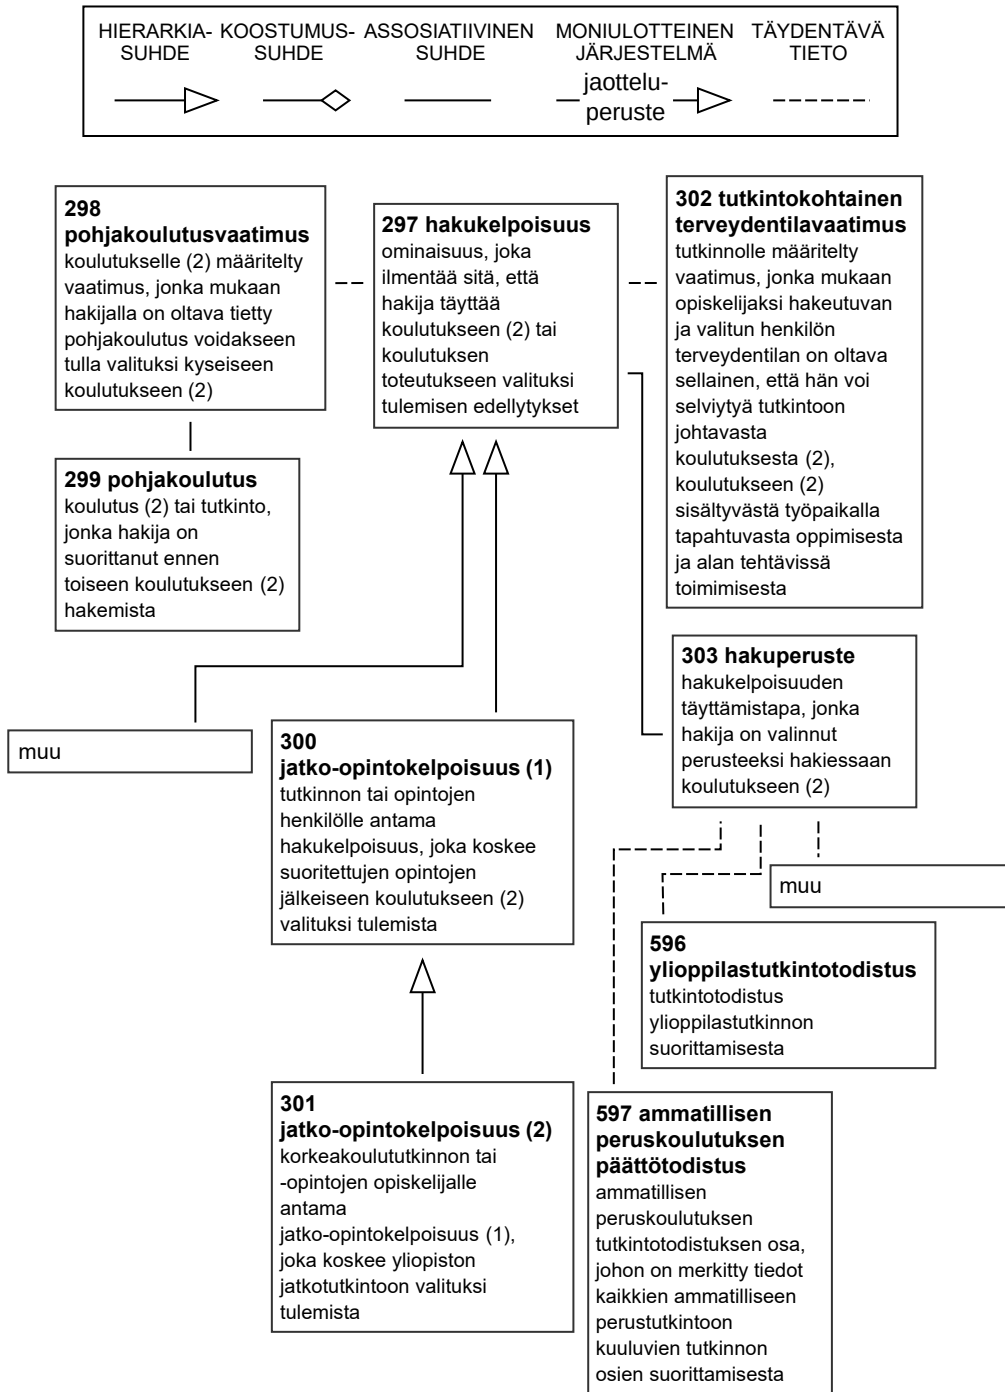 HIERARKIA-
SUHDE
KOOSTUMUS-
SUHDE
ASSOSIATIIVINEN
SUHDE
MONIULOTTEINEN
JÄRJESTELMÄ
TÄYDENTÄVÄ
TIETO
jaottelu-
peruste
298
pohjakoulutusvaatimus
koulutukselle (2) määritelty
vaatimus, jonka mukaan
hakijalla on oltava tietty
pohjakoulutus voidakseen
tulla valituksi kyseiseen
koulutukseen (2)
297 hakukelpoisuus
ominaisuus, joka
ilmentää sitä, että
hakija täyttää
koulutukseen (2) tai
koulutuksen
toteutukseen valituksi
tulemisen edellytykset
302 tutkintokohtainen
terveydentilavaatimus
tutkinnolle määritelty
vaatimus, jonka mukaan
opiskelijaksi hakeutuvan
ja valitun henkilön
terveydentilan on oltava
sellainen, että hän voi
selviytyä tutkintoon
johtavasta
koulutuksesta (2),
koulutukseen (2)
sisältyvästä työpaikalla
tapahtuvasta oppimisesta
ja alan tehtävissä
toimimisesta
299 pohjakoulutus
koulutus (2) tai tutkinto,
jonka hakija on
suorittanut ennen
toiseen koulutukseen (2)
hakemista
303 hakuperuste
hakukelpoisuuden
täyttämistapa, jonka
hakija on valinnut
perusteeksi hakiessaan
koulutukseen (2)
muu
300
jatko-opintokelpoisuus (1)
tutkinnon tai opintojen
henkilölle antama
hakukelpoisuus, joka koskee
suoritettujen opintojen
jälkeiseen koulutukseen (2)
valituksi tulemista
muu
596
ylioppilastutkintotodistus
tutkintotodistus
ylioppilastutkinnon
suorittamisesta
301
jatko-opintokelpoisuus (2)
korkeakoulututkinnon tai
-opintojen opiskelijalle
antama
jatko-opintokelpoisuus (1),
joka koskee yliopiston
jatkotutkintoon valituksi
tulemista
597 ammatillisen
peruskoulutuksen
päättötodistus
ammatillisen
peruskoulutuksen
tutkintotodistuksen osa,
johon on merkitty tiedot
kaikkien ammatilliseen
perustutkintoon
kuuluvien tutkinnon
osien suorittamisesta